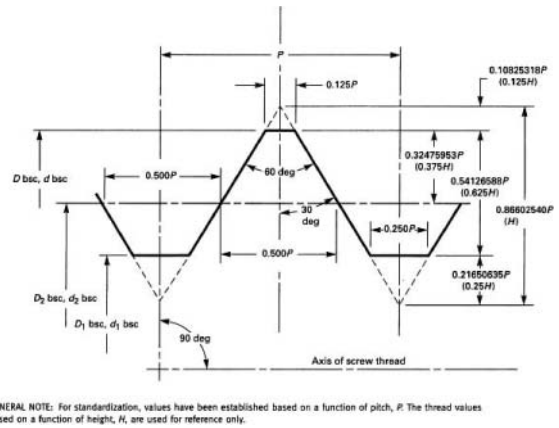 P
0.10825318P
(0.125H)
0.125P
0.32475953P
(0.375H)
D bsc, d bsc
0.500P
60 deg
0.54126588P
(0.625H)
30
deg
0.250P
0.86602540P
(H)
0.500P
0.21650635P
(0.25H)
D2 bsc, d2 bsc
D1 bsc, d1 bsc
90 deg
Axis of screw thread
NERAL NOTE: For standardization, values have been established based on a function of pitch, P. The thread values
sed on a function of height, H, are used for reference only.